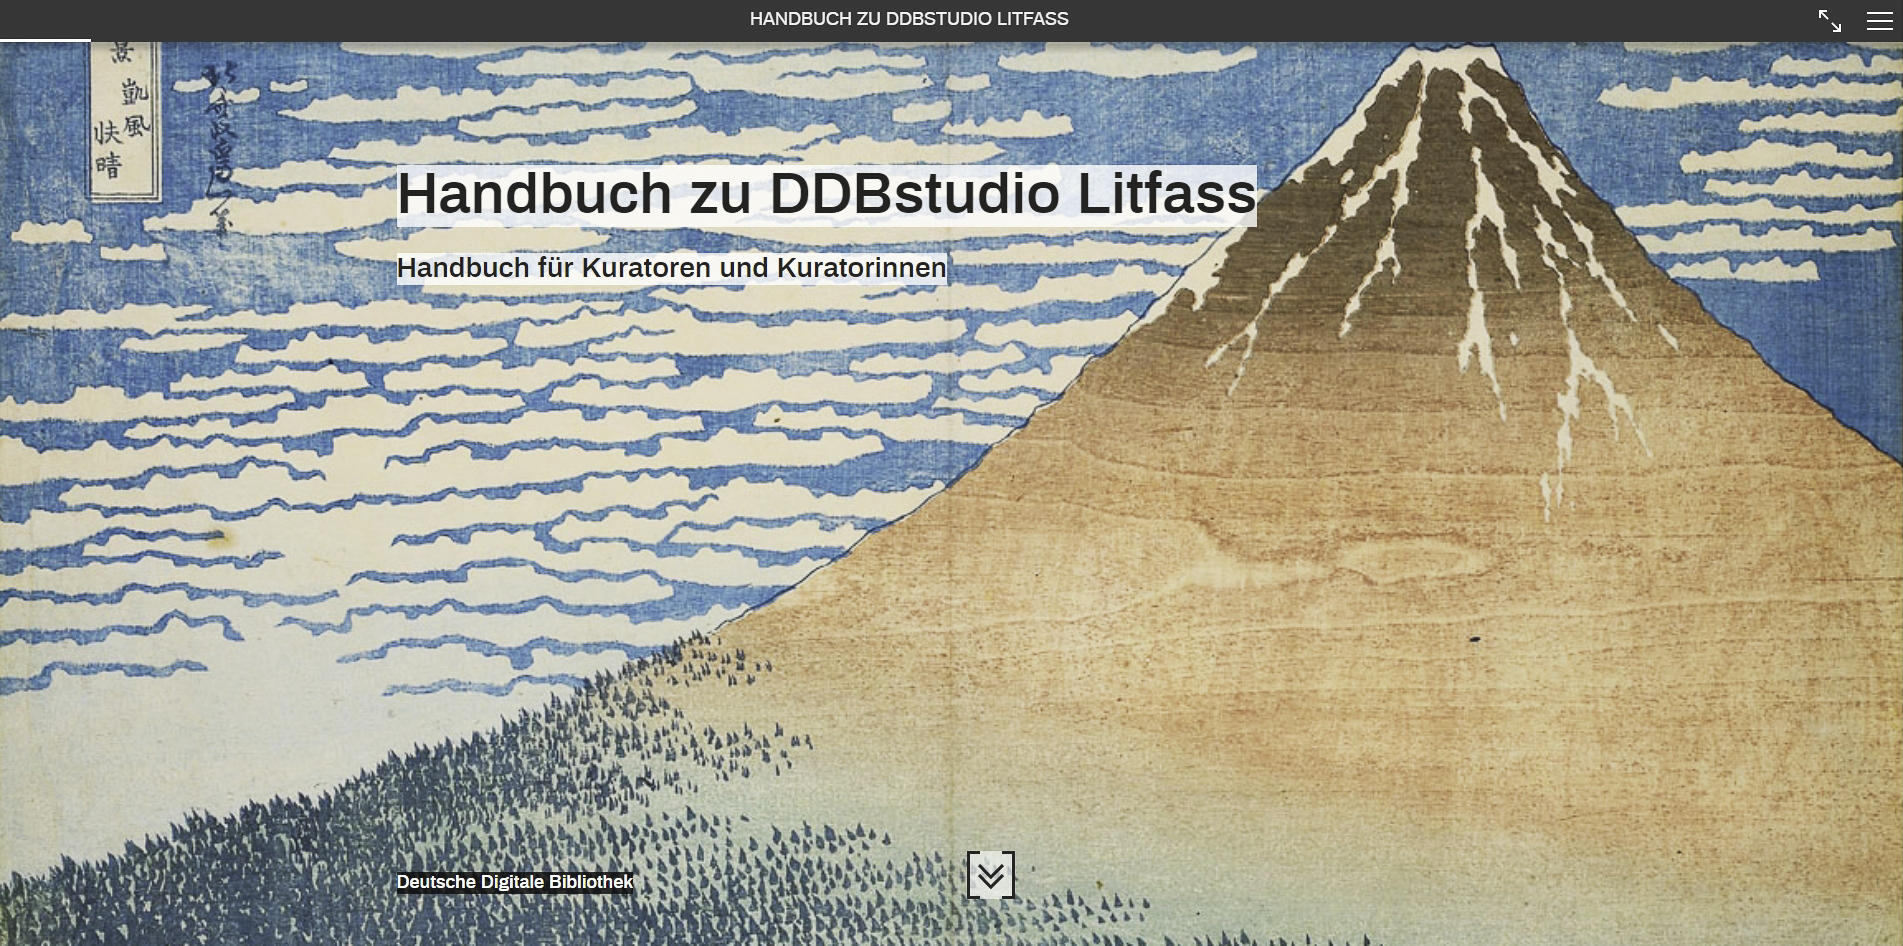 HANDBUCH ZU DDBSTUDIO LITFASS
凱風
快晴
Handbuch zu DDBstudio Litfass
Handbuch für Kuratoren und Kuratorinnen
Deutsche Digitale Bibliothek